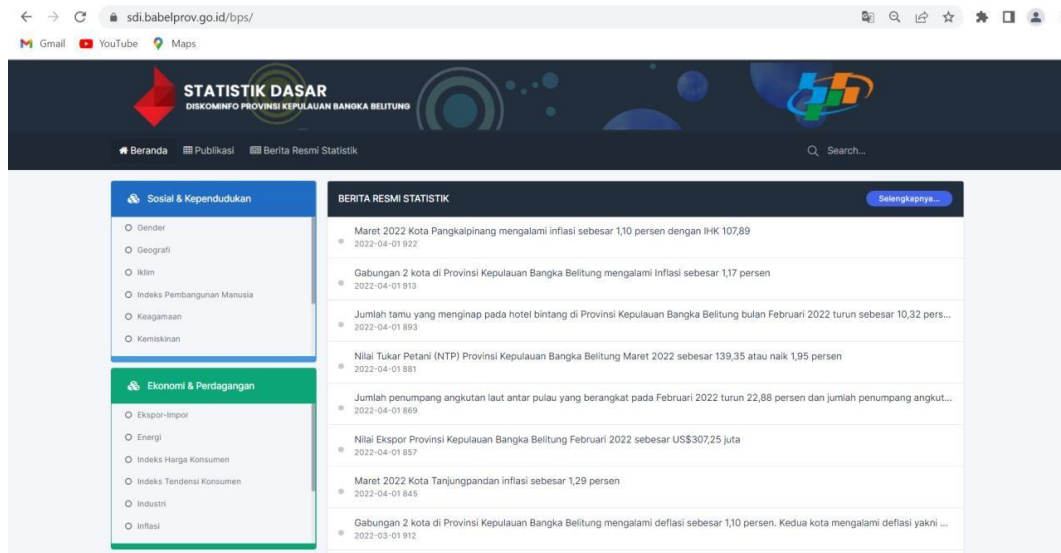 sdi.babelprov.go.id/bps/
Gmail YouTube Maps
STATISTIK DASAR
DISKOMINFO PROVINSI KEPULAUAN BANGKA BELITUNG
Beranda Publikasi Berita Resmi Statistik Search...
Sosial & Kependudukan
Gender
Geografi
Iklim
Indeks Pembangunan Manusia
Keagamaan
Kemiskinan
Ekonomi & Perdagangan
Ekspor-Impor
Energi
Indeks Harga Konsumen
Indeks Tendensi Konsumen
Industri
Inflasi
BERITA RESMI STATISTIK Selengkapnya...
Maret 2022 Kota Pangkalpinang mengalami inflasi sebesar 1,10 persen dengan IHK 107,89
2022-04-01 922
Gabungan 2 kota di Provinsi Kepulauan Bangka Belitung mengalami Inflasi sebesar 1,17 persen
2022-04-01 913
Jumlah tamu yang menginap pada hotel bintang di Provinsi Kepulauan Bangka Belitung bulan Februari 2022 turun sebesar 10,32 pers...
2022-04-01 893
Nilai Tukar Petani (NTP) Provinsi Kepulauan Bangka Belitung Maret 2022 sebesar 139,35 atau naik 1,95 persen
2022-04-01 881
Jumlah penumpang angkutan laut antar pulau yang berangkat pada Februari 2022 turun 22,88 persen dan jumlah penumpang angkut...
2022-04-01 869
Nilai Ekspor Provinsi Kepulauan Bangka Belitung Februari 2022 sebesar US$307,25 juta
2022-04-01 857
Maret 2022 Kota Tanjungpandan inflasi sebesar 1,29 persen
2022-04-01 845
Gabungan 2 kota di Provinsi Kepulauan Bangka Belitung mengalami deflasi sebesar 1,10 persen. Kedua kota mengalami deflasi yakni ...
2022-03-01 912